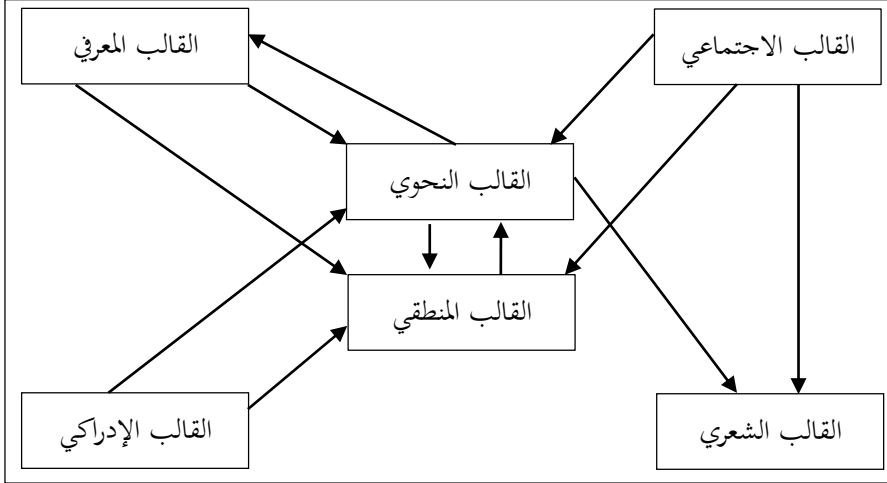 القالب الاجتماعي
القالب المعرفي
القالب النحوي
القالب المنطقي
القالب الشعري
القالب الإدراكي